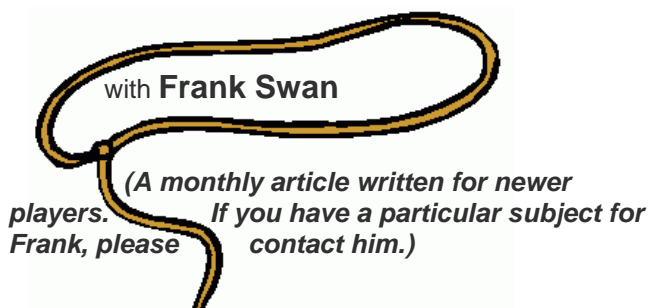 with Frank Swan
(A monthly article written for newer
players. If you have a particular subject for
Frank, please contact him.)